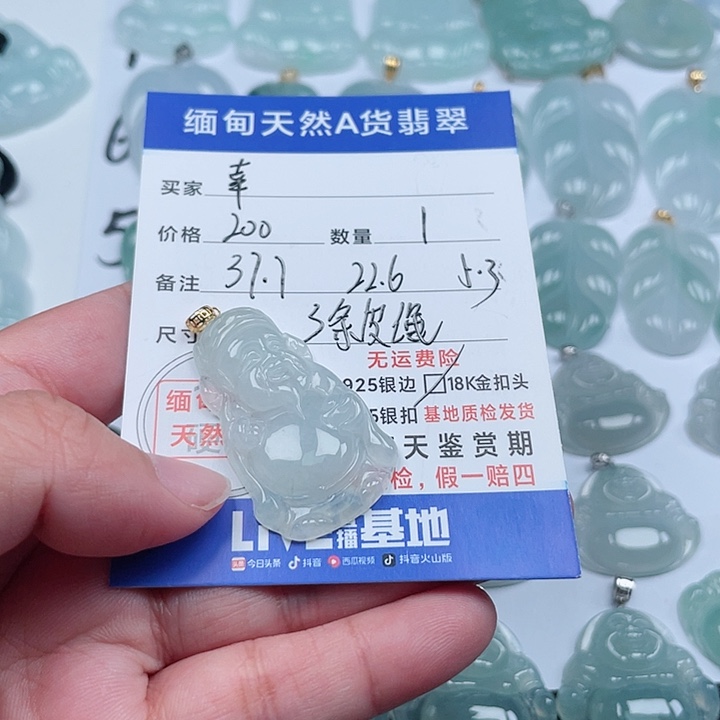 缅甸天然A货翡翠
买家 幸
价格 200 数量 1
备注 37.7 22.6 5.3
尺寸 3条皮绳
无运费险
925银边 □18K金扣头
5银扣 基地质检发货
天鉴赏期
检，假一赔四
缅甸
天然
LIVE 播 基地
今日头条 抖音 西瓜视频 抖音火山版
6
5